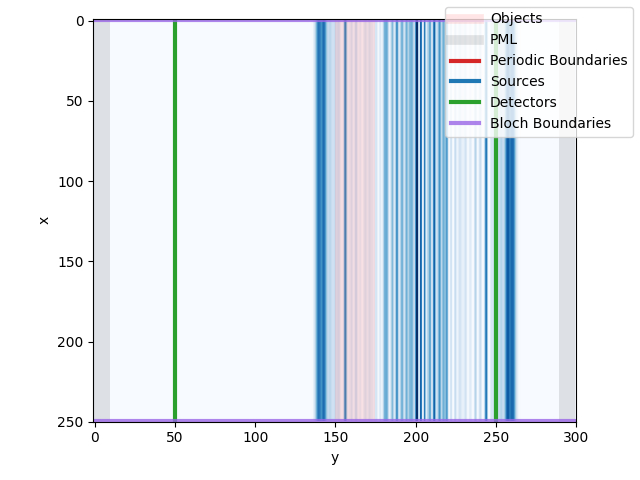 Objects
PML
Periodic Boundaries
Sources
Detectors
Bloch Boundaries
0
50
100
150
200
250
x
0
50
100
150
200
250
300
y